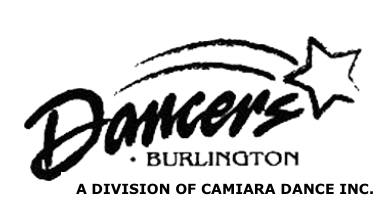 Dancers
• BURLINGTON
A DIVISION OF CAMIARA DANCE INC.